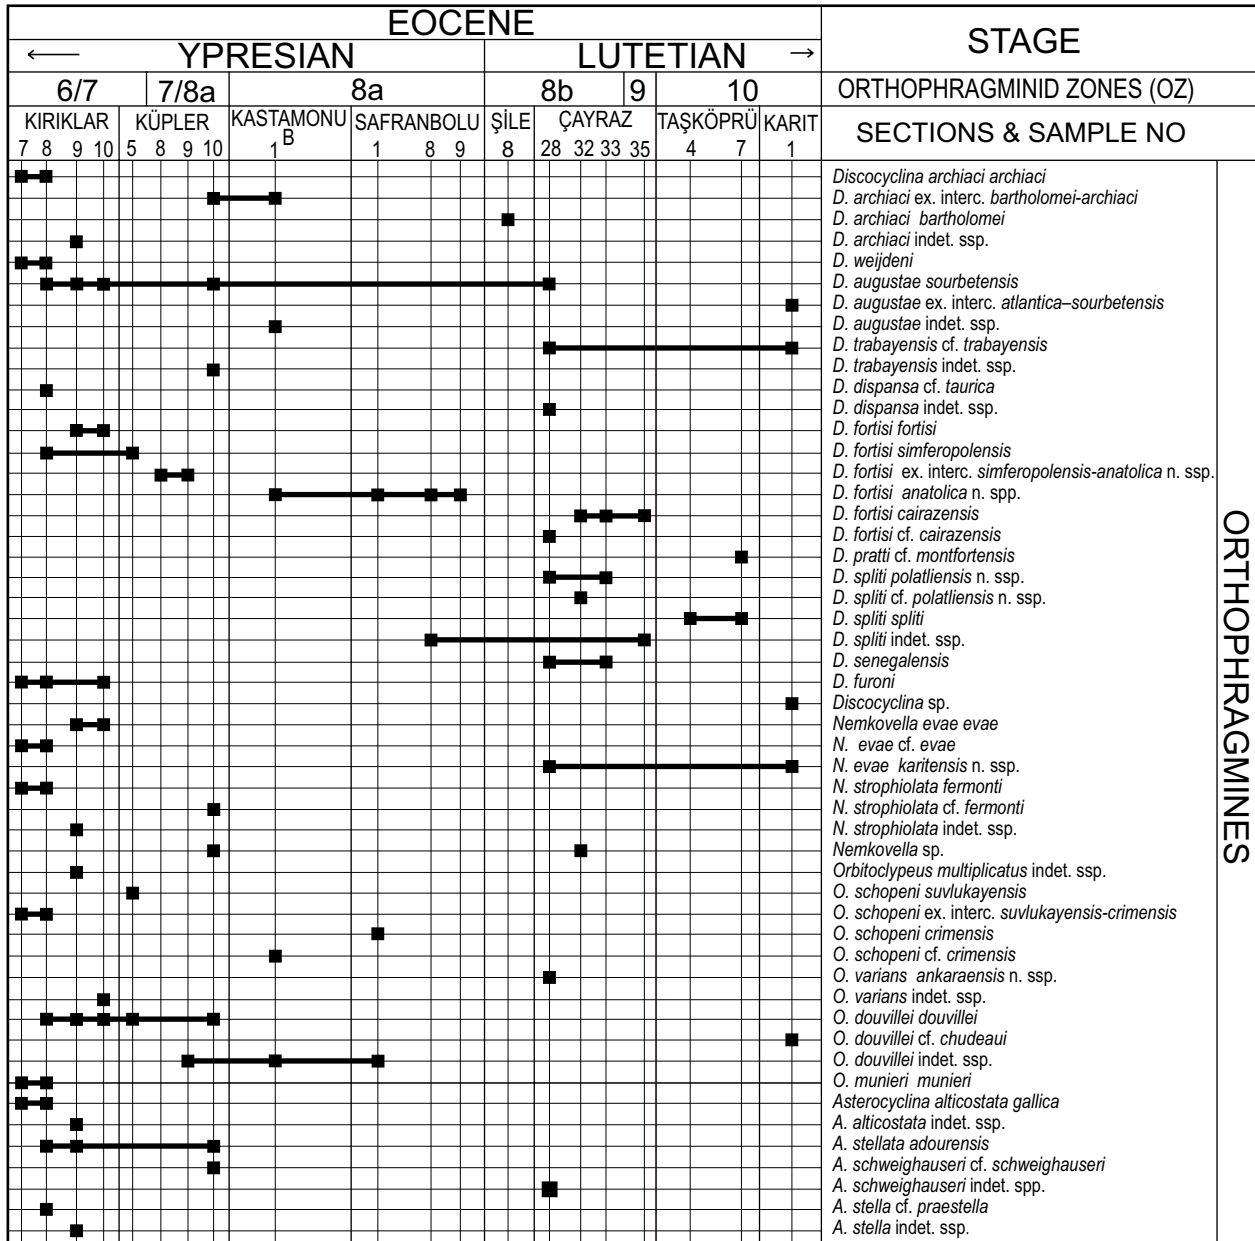 EOCENE
STAGE
← YPRESIAN LUTETIAN →
6/7 7/8a 8a 8b 9 10 ORTHOPHRAGMINID ZONES (OZ)
KIRIKLAR KÜPLER KASTAMONU SAFRANBOLU ŞİLE ÇAYRAZ TAŞKÖPRÜ KARIT SECTIONS & SAMPLE NO
B
7 8 9 10 5 8 9 10 1 1 8 9 8 28 32 33 35 4 7 1
Discocyclina archiaci archiaci
D. archiaci ex. interc. bartholomei-archiaci
D. archiaci bartholomei
D. archiaci indet. ssp.
D. weijdeni
D. augustae sourbetensis
D. augustae ex. interc. atlantica–sourbetensis
D. augustae indet. ssp.
D. trabayensis cf. trabayensis
D. trabayensis indet. ssp.
D. dispansa cf. taurica
D. dispansa indet. ssp.
D. fortisi fortisi
D. fortisi simferopolensis
D. fortisi ex. interc. simferopolensis-anatolica n. ssp.
D. fortisi anatolica n. spp.
D. fortisi cairazensis
D. fortisi cf. cairazensis
D. pratti cf. montfortensis
D. spliti polatliensis n. ssp.
D. spliti cf. polatliensis n. ssp.
D. spliti spliti
D. spliti indet. ssp.
D. senegalensis
D. furoni
Discocyclina sp.
Nemkovella evae evae
N. evae cf. evae
N. evae karitensis n. ssp.
N. strophiolata fermonti
N. strophiolata cf. fermonti
N. strophiolata indet. ssp.
Nemkovella sp.
Orbitoclypeus multiplicatus indet. ssp.
O. schopeni suvlukayensis
O. schopeni ex. interc. suvlukayensis-crimensis
O. schopeni crimensis
O. schopeni cf. crimensis
O. varians ankaraensis n. ssp.
O. varians indet. ssp.
O. douvillei douvillei
O. douvillei cf. chudeaui
O. douvillei indet. ssp.
O. munieri munieri
Asterocyclina alticostata gallica
A. alticostata indet. ssp.
A. stellata adourensis
A. schweighauseri cf. schweighauseri
A. schweighauseri indet. spp.
A. stella cf. praestella
A. stella indet. ssp.
ORTHOPHRAGMINES